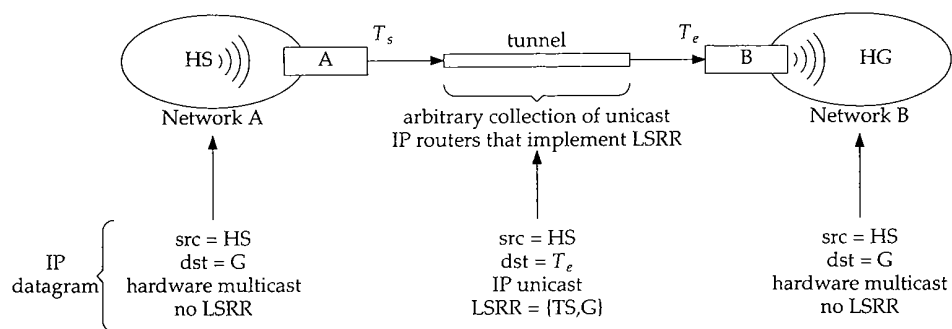 T_s
tunnel
T_e
HS
A
B
HG
Network A
arbitrary collection of unicast
IP routers that implement LSRR
Network B
IP
datagram
src = HS
dst = G
hardware multicast
no LSRR
src = HS
dst = T_e
IP unicast
LSRR = {TS,G}
src = HS
dst = G
hardware multicast
no LSRR